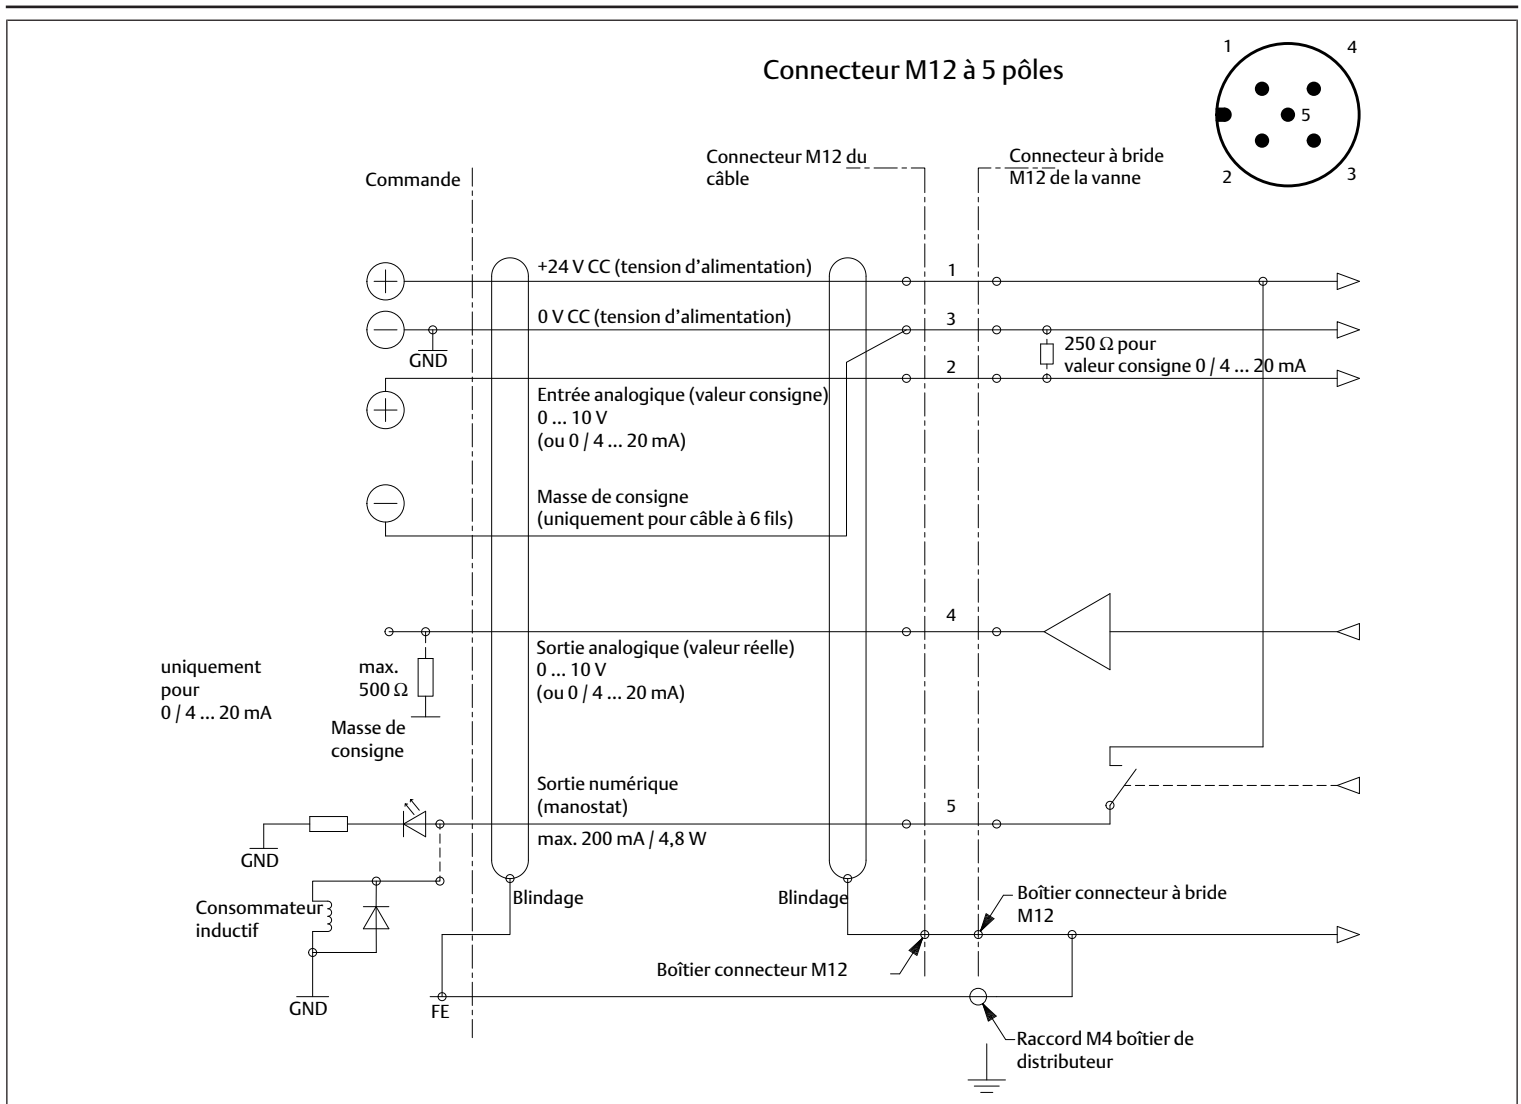 Connecteur M12 à 5 pôles
1
4
5
2
3
Commande
Connecteur M12 du
câble
Connecteur à bride
M12 de la vanne
+24 V CC (tension d’alimentation)
1
0 V CC (tension d’alimentation)
3
GND
250 Ω pour
valeur consigne 0 / 4 ... 20 mA
2
Entrée analogique (valeur consigne)
0 ... 10 V
(ou 0 / 4 ... 20 mA)
Masse de consigne
(uniquement pour câble à 6 fils)
4
Sortie analogique (valeur réelle)
0 ... 10 V
(ou 0 / 4 ... 20 mA)
uniquement
pour
0 / 4 ... 20 mA
max.
500 Ω
Masse de
consigne
Sortie numérique
(manostat)
5
max. 200 mA / 4,8 W
GND
Consommateur
inductif
Blindage
Blindage
Boîtier connecteur à bride
M12
Boîtier connecteur M12
GND
FE
Raccord M4 boîtier de
distributeur